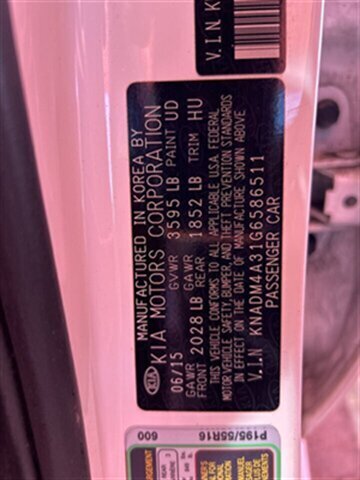 MANUFACTURED IN KOREA BY
KIA MOTORS CORPORATION
KIA
06/15 GVWR 3595 LB PAINT UD
GAWR FRONT 2028 LB GAWR REAR 1852 LB TRIM HU
THIS VEHICLE CONFORMS TO ALL APPLICABLE U.S.A. FEDERAL
MOTOR VEHICLE SAFETY, BUMPER, AND THEFT PREVENTION STANDARDS
IN EFFECT ON THE DATE OF MANUFACTURE SHOWN ABOVE
V.I.N KNADM4A31G6586511
PASSENGER CAR
V.I.N K
600 P195/55R16